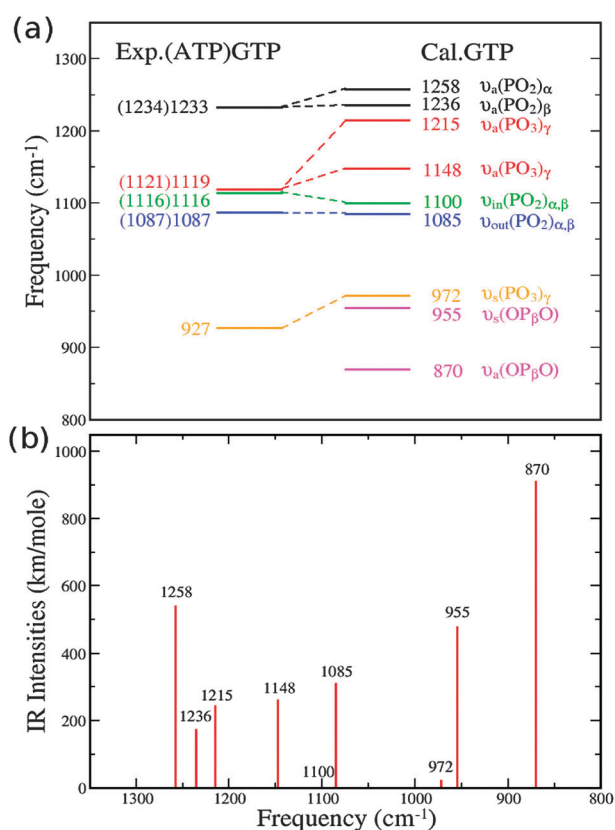 (a)
Exp.(ATP)GTP Cal.GTP
Frequency (cm-1)
1300
1200
1100
1000
900
800
(1234)1233
(1121)1119
(1116)1116
(1087)1087
927
1258 υa(PO2)α
1236 υa(PO2)β
1215 υa(PO3)γ
1148 υa(PO3)γ
1100 υin(PO2)α,β
1085 υout(PO2)α,β
972 υs(PO3)γ
955 υs(OPβO)
870 υa(OPβO)
(b)
IR Intensities (km/mole)
1000
800
600
400
200
0
1258
1236
1215
1148
1100
1085
972
955
870
1300 1200 1100 1000 900 800
Frequency (cm-1)